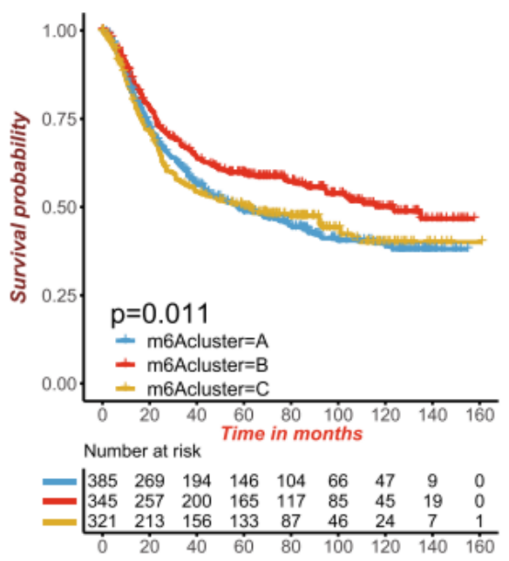 Survival probability
1.00
0.75
0.50
0.25
0.00
p=0.011
m6Acluster=A
m6Acluster=B
m6Acluster=C
0 20 40 60 80 100 120 140 160
Time in months
Number at risk
385 269 194 146 104 66 47 9 0
345 257 200 165 117 85 45 19 0
321 213 156 133 87 46 24 7 1
0 20 40 60 80 100 120 140 160